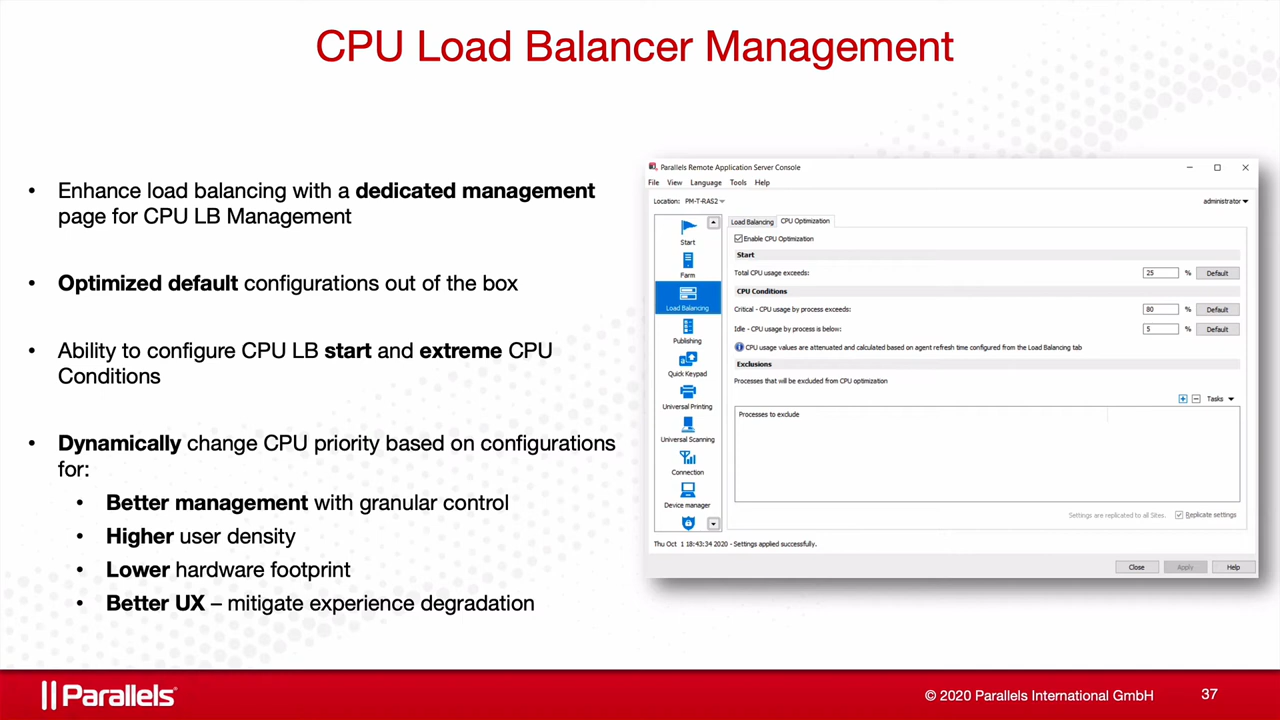 CPU Load Balancer Management
• Enhance load balancing with a dedicated management
page for CPU LB Management
• Optimized default configurations out of the box
• Ability to configure CPU LB start and extreme CPU
Conditions
• Dynamically change CPU priority based on configurations
for:
• Better management with granular control
• Higher user density
• Lower hardware footprint
• Better UX – mitigate experience degradation
Parallels Remote Application Server Console
File View Language Tools Help
Location: PM-T-RAS2 administrator
Start
Farm
Load Balancing
Publishing
Quick Keypad
Universal Printing
Universal Scanning
Connection
Device manager
Load Balancing CPU Optimization
Enable CPU Optimization
Start
Total CPU usage exceeds: 25 % Default
CPU Conditions
Critical - CPU usage by process exceeds: 80 % Default
Idle - CPU usage by process is below: 5 % Default
CPU usage values are attenuated and calculated based on agent refresh time configured from the Load Balancing tab
Exclusions
Processes that will be excluded from CPU optimization
Tasks
Processes to exclude
Settings are replicated to all Sites. Replicate settings
Thu Oct 1 18:43:34 2020 - Settings applied successfully.
Close Apply Help
Parallels
© 2020 Parallels International GmbH 37